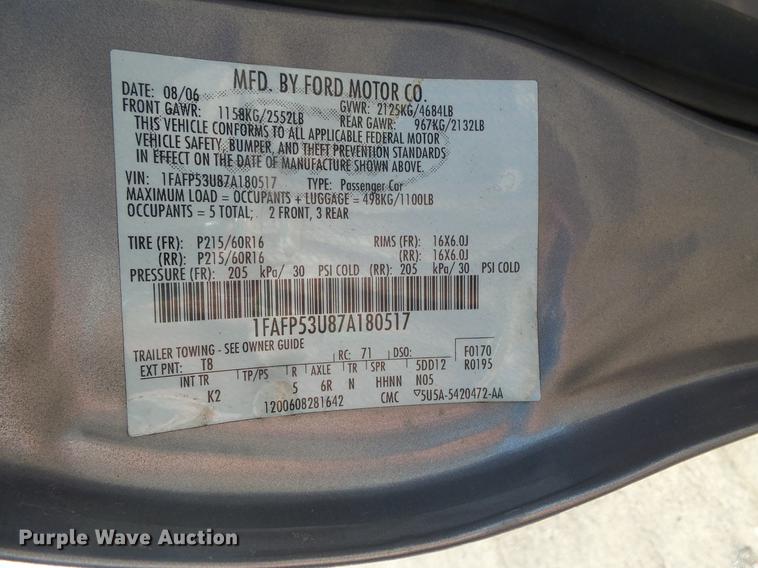 MFD. BY FORD MOTOR CO.
DATE: 08/06 GVWR: 2125KG/4684LB
FRONT GAWR: 1158KG/2552LB REAR GAWR: 967KG/2132LB
THIS VEHICLE CONFORMS TO ALL APPLICABLE FEDERAL MOTOR
VEHICLE SAFETY, BUMPER, AND THEFT PREVENTION STANDARDS
IN EFFECT ON THE DATE OF MANUFACTURE SHOWN ABOVE.
VIN: 1FAFP53U87A180517 TYPE: Passenger Car
MAXIMUM LOAD = OCCUPANTS + LUGGAGE = 498KG/1100LB
OCCUPANTS = 5 TOTAL; 2 FRONT, 3 REAR
TIRE (FR): P215/60R16 RIMS (FR): 16X6.0J
(RR): P215/60R16 (RR): 16X6.0J
PRESSURE (FR): 205 kPa/ 30 PSI COLD (RR): 205 kPa/ 30 PSI COLD
1FAFP53U87A180517
TRAILER TOWING - SEE OWNER GUIDE
EXT PNT: T8 RC: 71 DSO: F0170
INT TR TP/PS R AXLE TR SPR 5DD12 R0195
K2 5 6R N HHNN N05
1200608281642 CMC ▽5U5A-5420472-AA
Purple Wave Auction